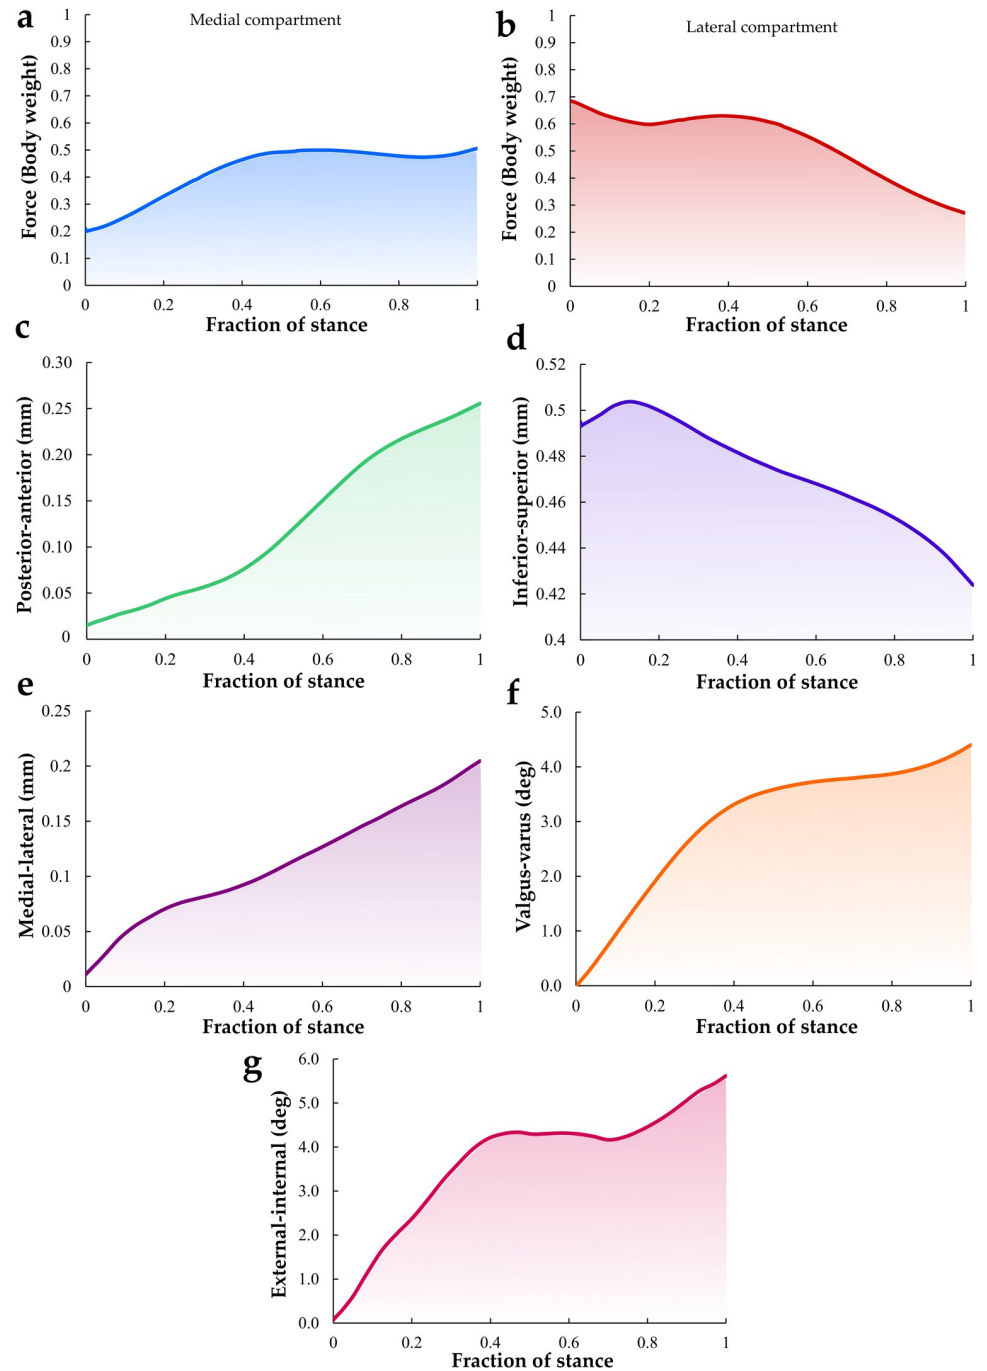 a
Medial compartment
Force (Body weight)
1
0.9
0.8
0.7
0.6
0.5
0.4
0.3
0.2
0.1
0
0 0.2 0.4 0.6 0.8 1
Fraction of stance
b
Lateral compartment
Force (Body weight)
1
0.9
0.8
0.7
0.6
0.5
0.4
0.3
0.2
0.1
0
0 0.2 0.4 0.6 0.8 1
Fraction of stance
c
Posterior-anterior (mm)
0.30
0.25
0.20
0.15
0.10
0.05
0
0 0.2 0.4 0.6 0.8 1
Fraction of stance
d
Inferior-superior (mm)
0.52
0.5
0.48
0.46
0.44
0.42
0.4
0 0.2 0.4 0.6 0.8 1
Fraction of stance
e
Medial-lateral (mm)
0.25
0.2
0.15
0.1
0.05
0
0 0.2 0.4 0.6 0.8 1
Fraction of stance
f
Valgus-varus (deg)
5.0
4.0
3.0
2.0
1.0
0.0
0 0.2 0.4 0.6 0.8 1
Fraction of stance
g
External-internal (deg)
6.0
5.0
4.0
3.0
2.0
1.0
0.0
0 0.2 0.4 0.6 0.8 1
Fraction of stance